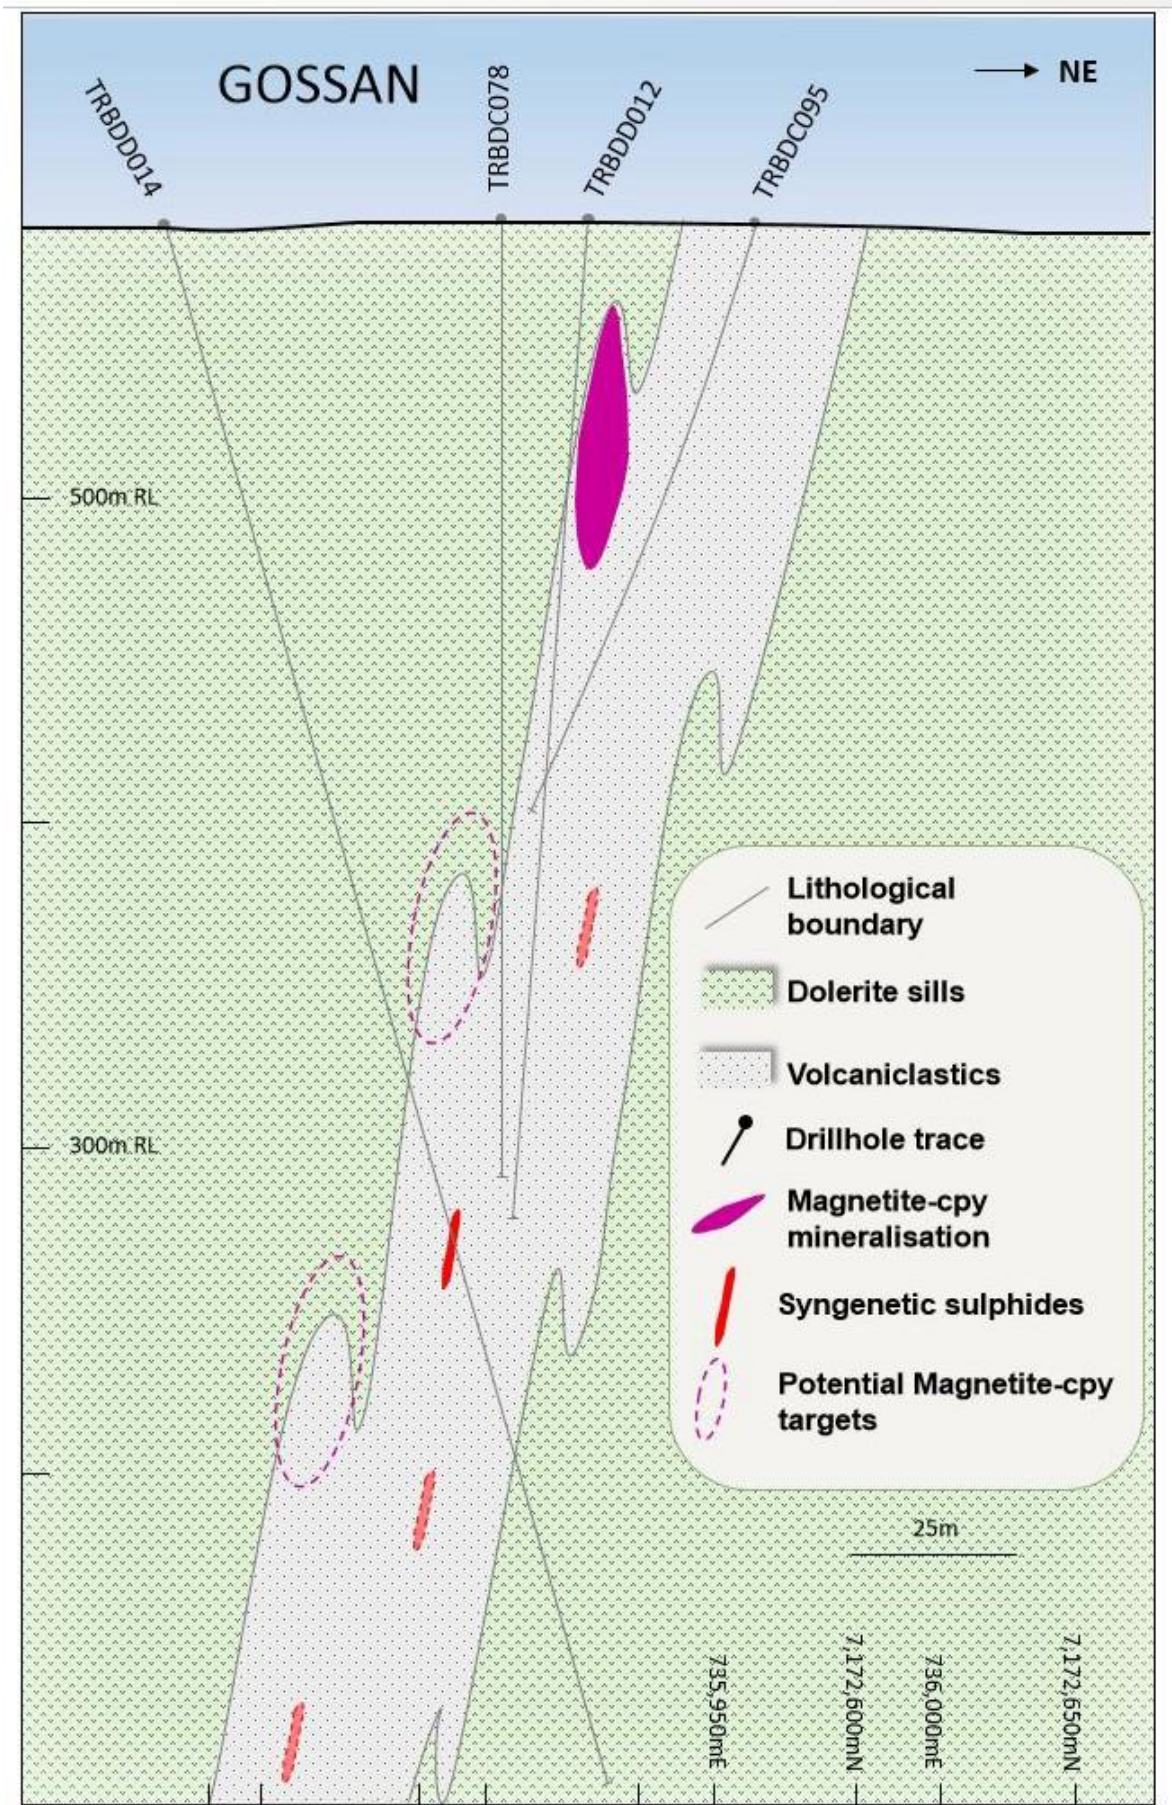 GOSSAN
NE
TRBDD014
TRBDC078
TRBDD012
TRBDC095
500m RL
300m RL
Lithological
boundary
Dolerite sills
Volcaniclastics
Drillhole trace
Magnetite-cpy
mineralisation
Syngenetic sulphides
Potential Magnetite-cpy
targets
25m
735,950mE
7,172,600mN
736,000mE
7,172,650mN